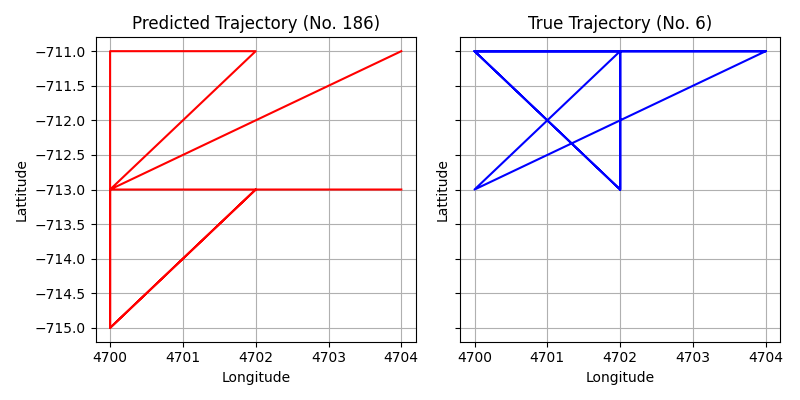 Predicted Trajectory (No. 186)
True Trajectory (No. 6)
Lattitude
−711.0
−711.5
−712.0
−712.5
−713.0
−713.5
−714.0
−714.5
−715.0
4700 4701 4702 4703 4704
Longitude
Lattitude
4700 4701 4702 4703 4704
Longitude